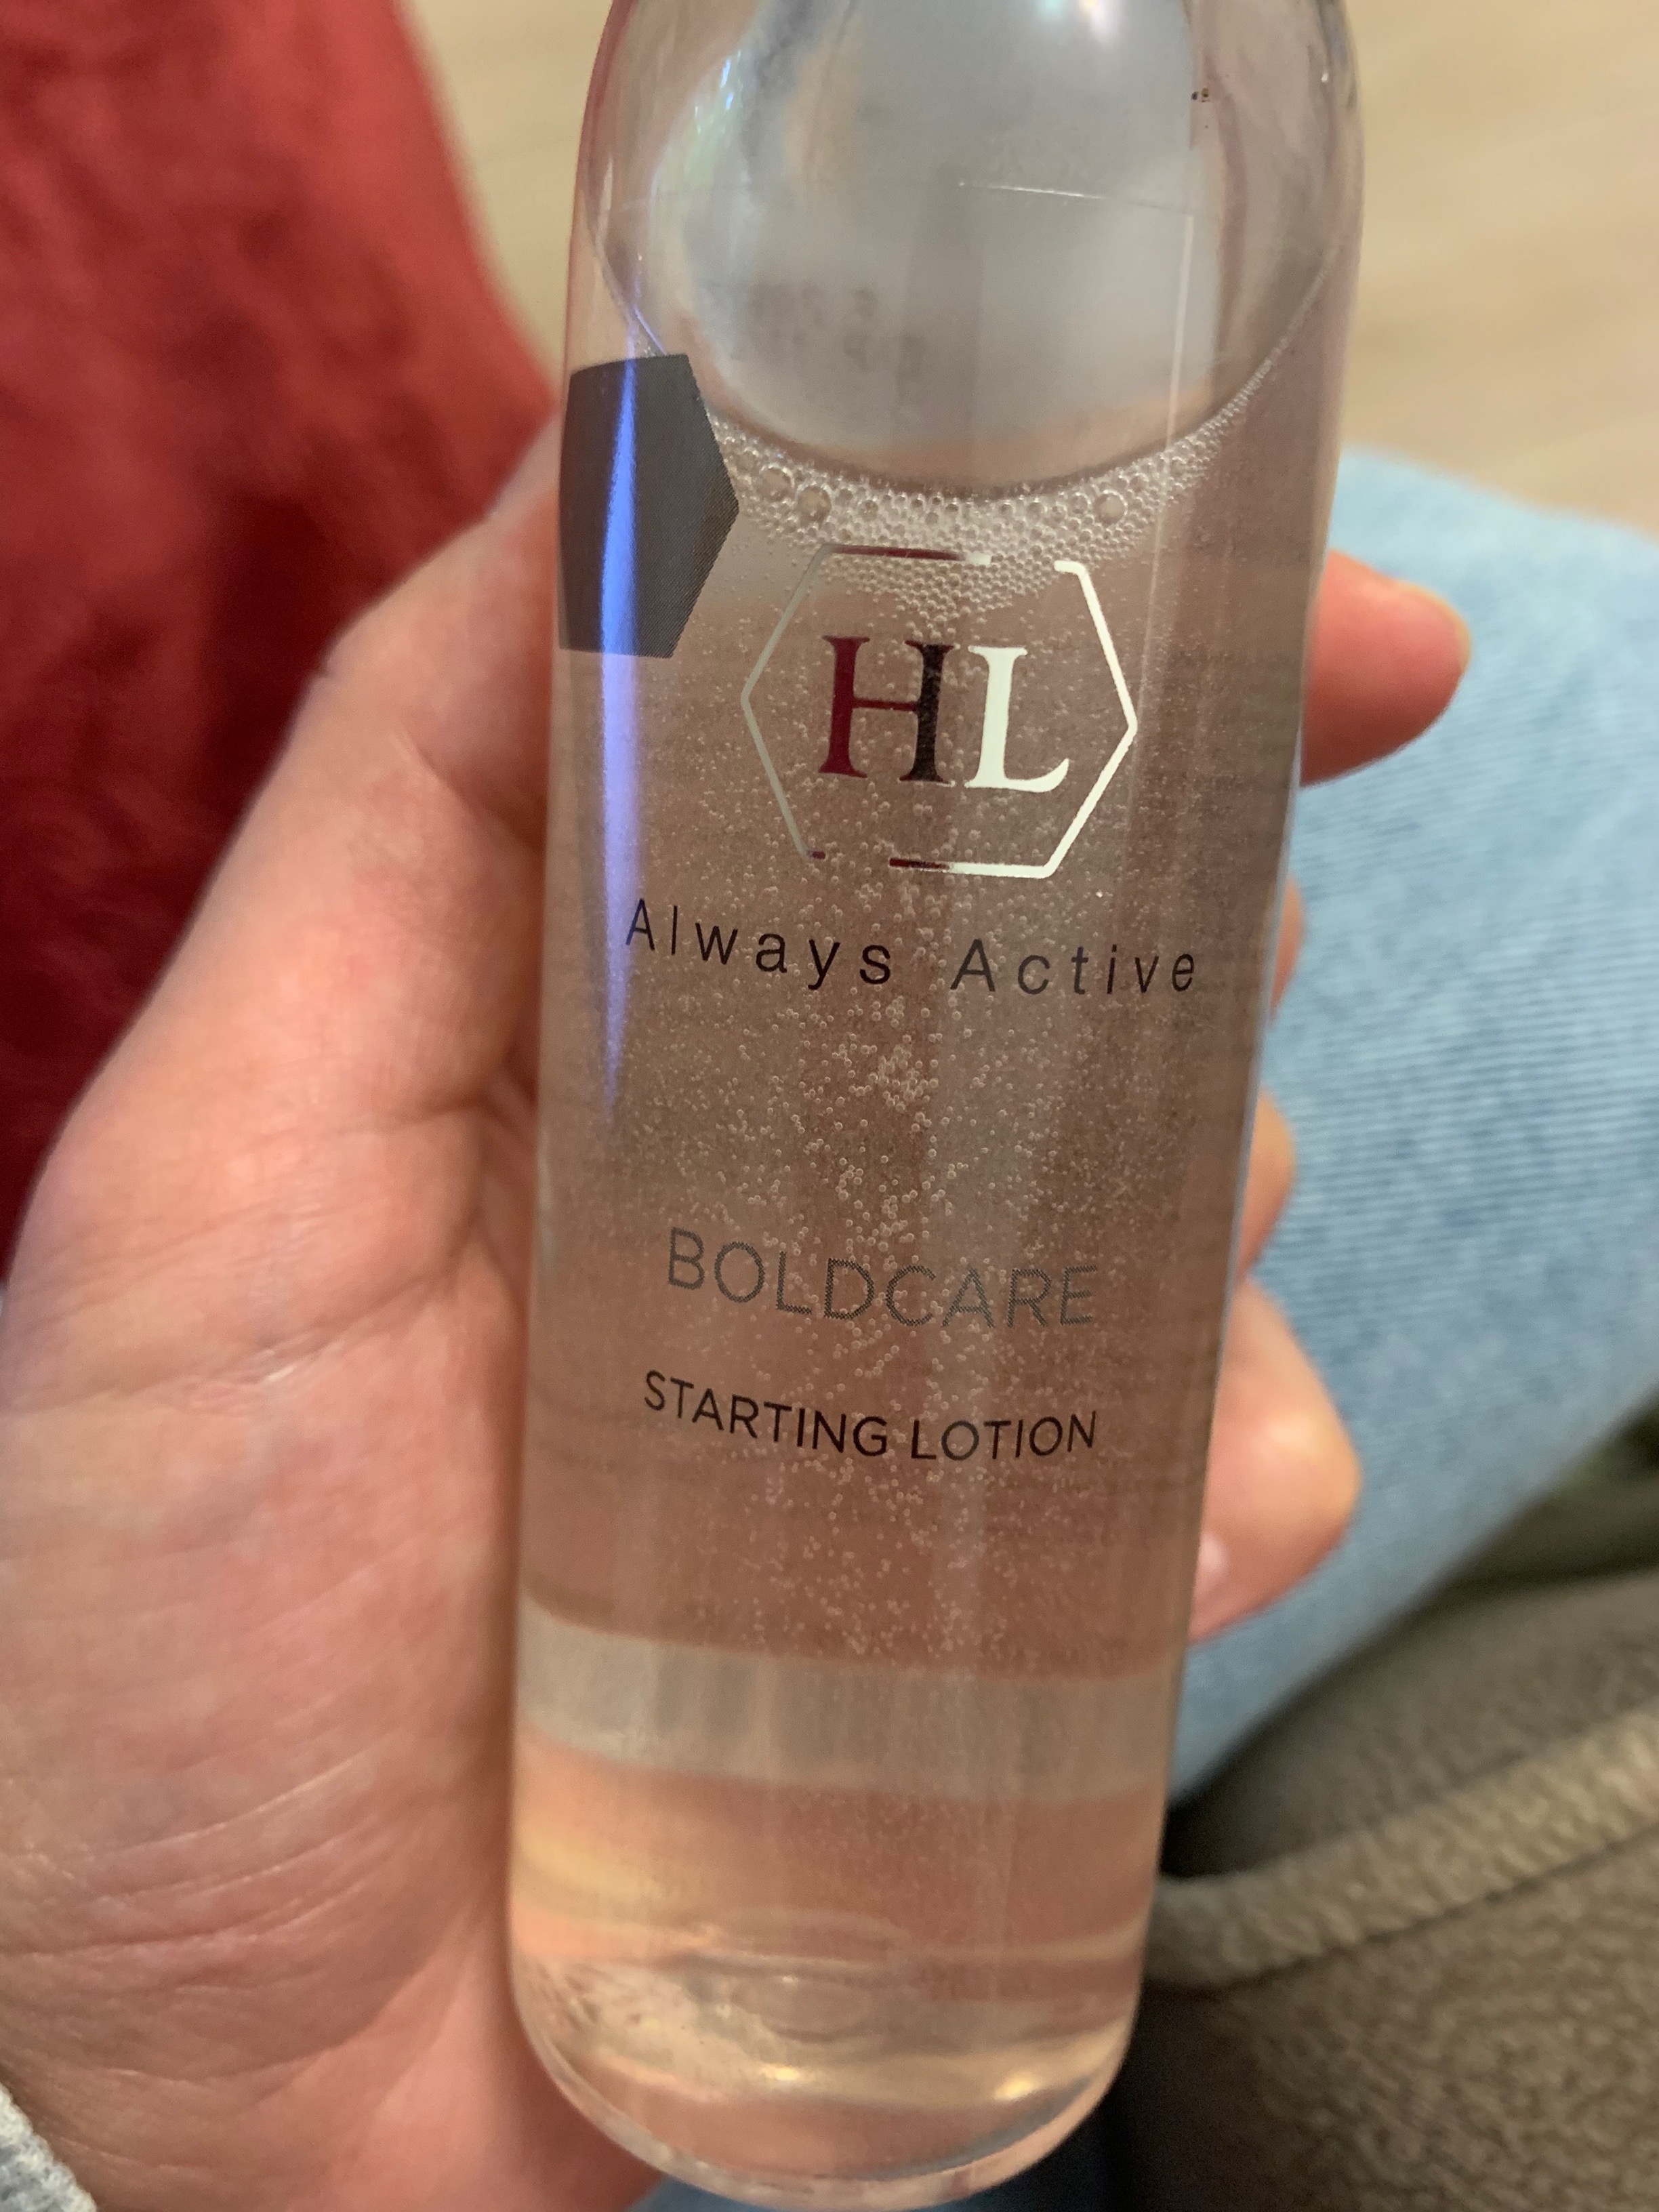 HL
Always Active
BOLDCARE
STARTING LOTION